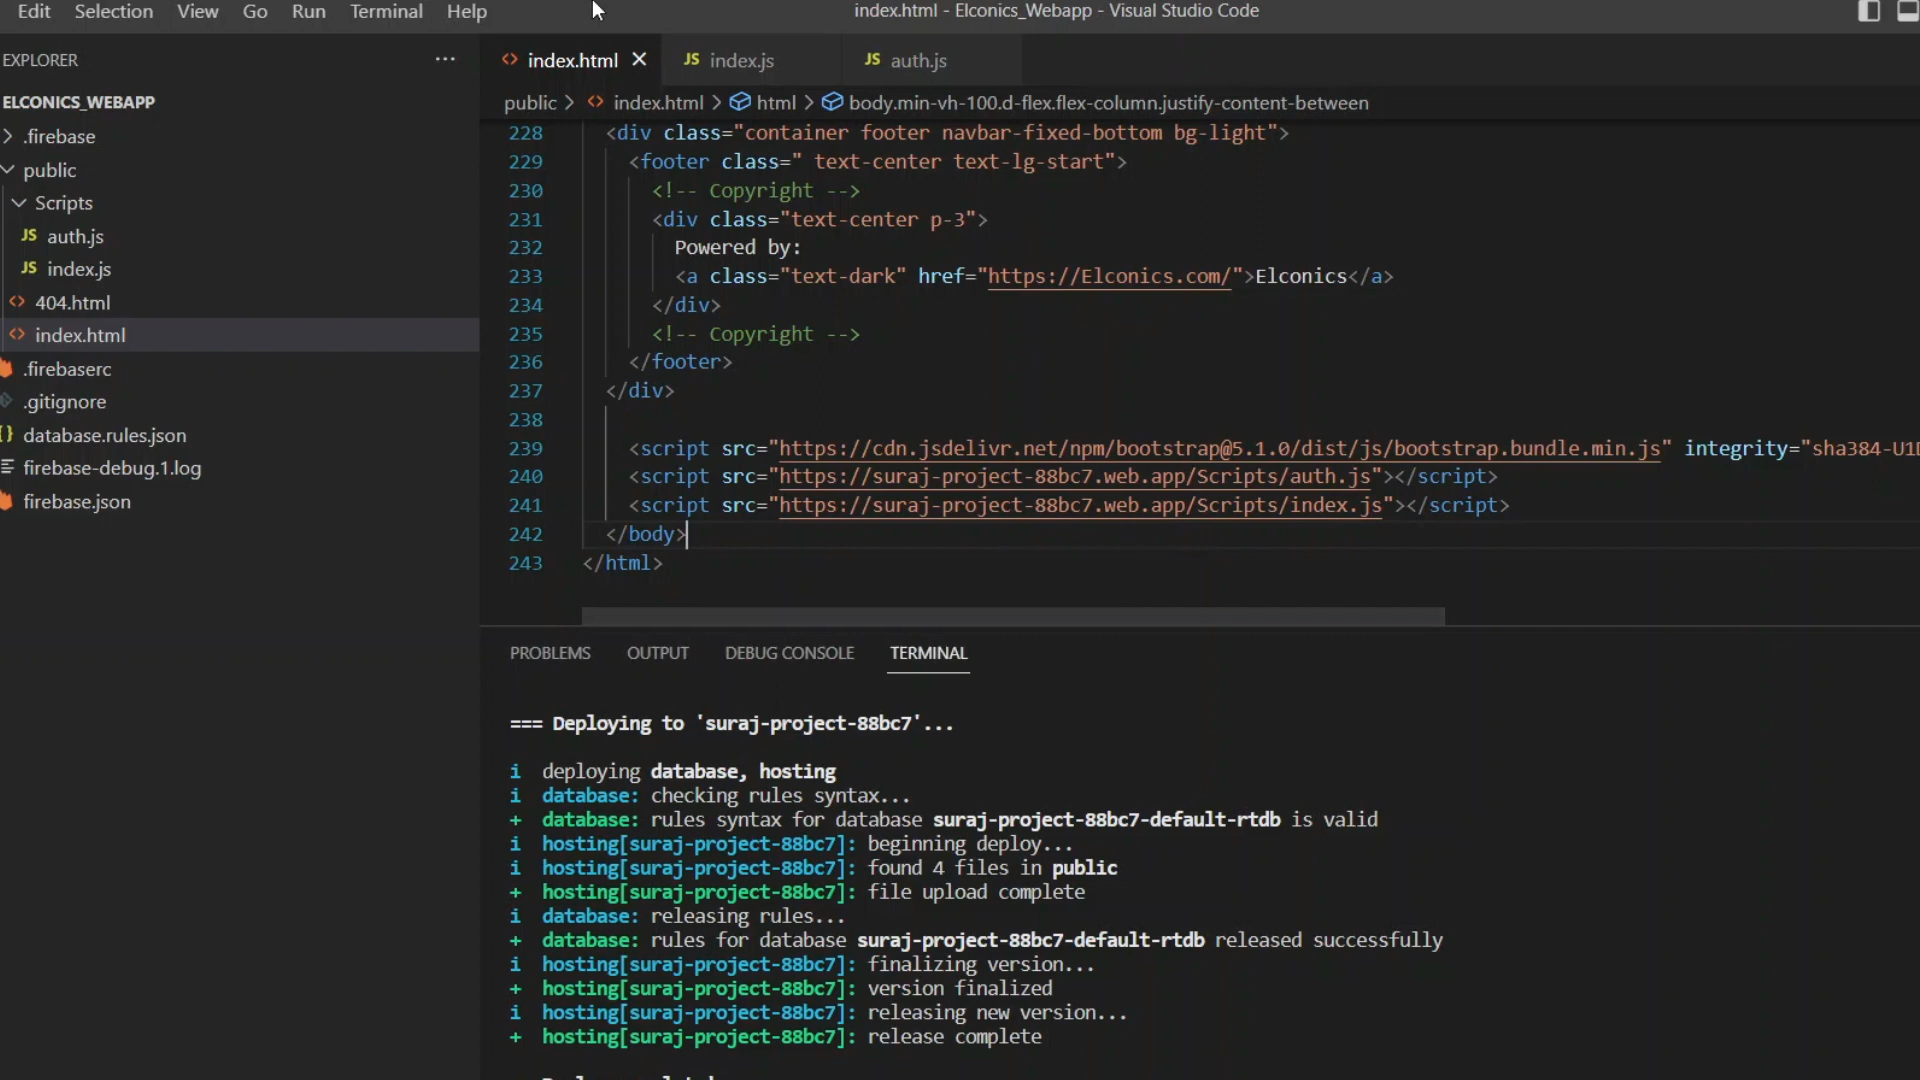 Edit Selection View Go Run Terminal Help
index.html - Elconics_Webapp - Visual Studio Code
EXPLORER ...
ELCONICS_WEBAPP
.firebase
public
Scripts
JS auth.js
JS index.js
<> 404.html
<> index.html
.firebaserc
.gitignore
database.rules.json
firebase-debug.1.log
firebase.json
<> index.html × JS index.js JS auth.js
public > <> index.html > html > body.min-vh-100.d-flex.flex-column.justify-content-between
228 <div class="container footer navbar-fixed-bottom bg-light">
229 <footer class=" text-center text-lg-start">
230 <!-- Copyright -->
231 <div class="text-center p-3">
232 Powered by:
233 <a class="text-dark" href="https://Elconics.com/">Elconics</a>
234 </div>
235 <!-- Copyright -->
236 </footer>
237 </div>
238
239 <script src="https://cdn.jsdelivr.net/npm/bootstrap@5.1.0/dist/js/bootstrap.bundle.min.js" integrity="sha384-U1
240 <script src="https://suraj-project-88bc7.web.app/Scripts/auth.js"></script>
241 <script src="https://suraj-project-88bc7.web.app/Scripts/index.js"></script>
242 </body>
243 </html>
PROBLEMS OUTPUT DEBUG CONSOLE TERMINAL
=== Deploying to 'suraj-project-88bc7'...
i deploying database, hosting
i database: checking rules syntax...
+ database: rules syntax for database suraj-project-88bc7-default-rtdb is valid
i hosting[suraj-project-88bc7]: beginning deploy...
i hosting[suraj-project-88bc7]: found 4 files in public
+ hosting[suraj-project-88bc7]: file upload complete
i database: releasing rules...
+ database: rules for database suraj-project-88bc7-default-rtdb released successfully
i hosting[suraj-project-88bc7]: finalizing version...
+ hosting[suraj-project-88bc7]: version finalized
i hosting[suraj-project-88bc7]: releasing new version...
+ hosting[suraj-project-88bc7]: release complete